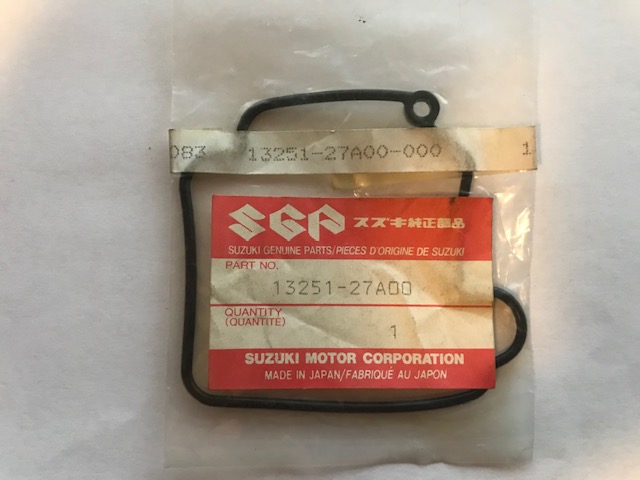 083 13251-27A00-000 1
SGP スズキ純正部品
SUZUKI GENUINE PARTS/PIECES D'ORIGINE DE SUZUKI
PART NO.
13251-27A00
QUANTITY
(QUANTITÉ)
1
SUZUKI MOTOR CORPORATION
MADE IN JAPAN/FABRIQUÉ AU JAPON